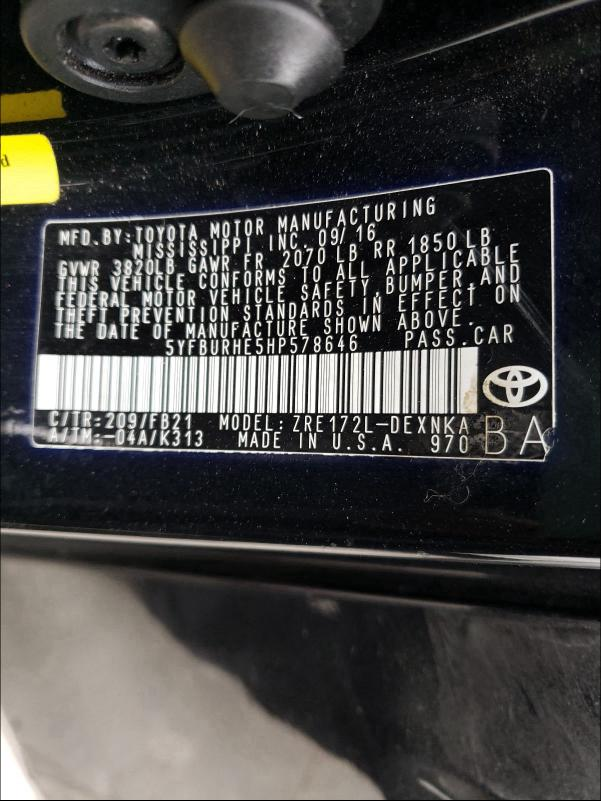 MFD.BY:TOYOTA MOTOR MANUFACTURING
MISSISSIPPI INC.09/16
GVWR 3820LB GAWR FR 2070 LB RR 1850 LB
THIS VEHICLE CONFORMS TO ALL APPLICABLE
FEDERAL MOTOR VEHICLE SAFETY, BUMPER,AND
THEFT PREVENTION STANDARDS IN EFFECT ON
THE DATE OF MANUFACTURE SHOWN ABOVE.
5YFBURHE5HP578646 PASS.CAR
C/TR:209/FB21 MODEL:ZRE172L-DEXNKA
A/TM:-04A/K313 MADE IN U.S.A. 970 BA